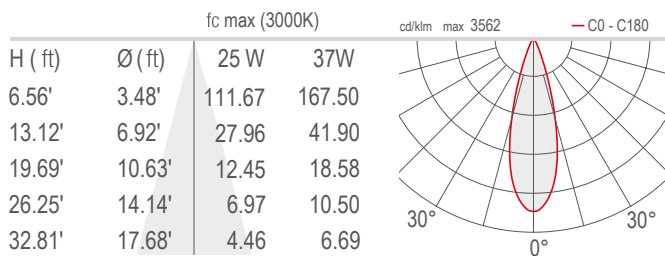 fc max (3000K)
H ( ft) Ø ( ft) 25 W 37W
6.56' 3.48' 111.67 167.50
13.12' 6.92' 27.96 41.90
19.69' 10.63' 12.45 18.58
26.25' 14.14' 6.97 10.50
32.81' 17.68' 4.46 6.69
cd/klm max 3562 C0 - C180
30° 30°
0°